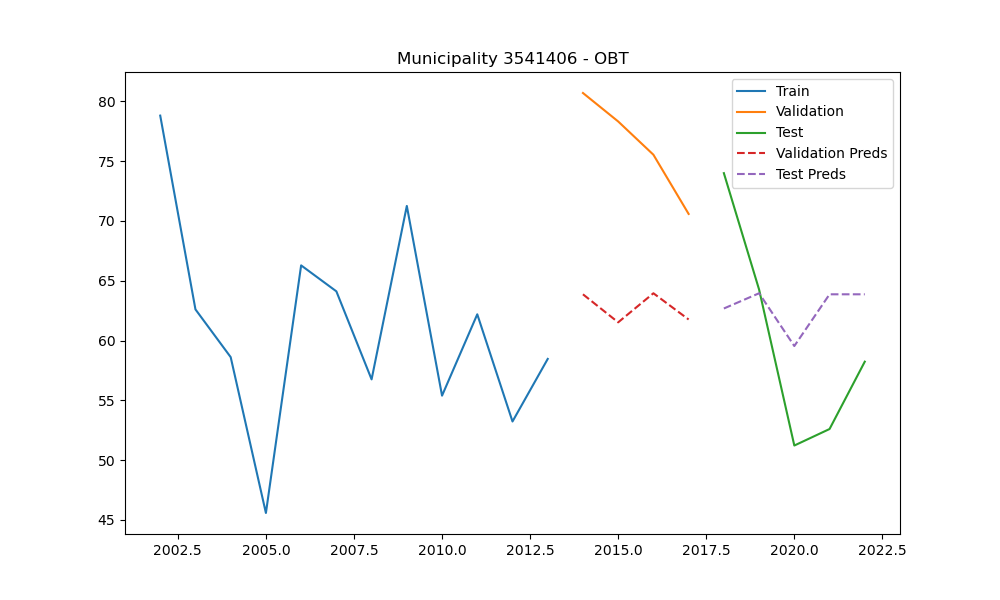 Municipality 3541406 - OBT
Train
Validation
Test
Validation Preds
Test Preds
80
75
70
65
60
55
50
45
2002.5 2005.0 2007.5 2010.0 2012.5 2015.0 2017.5 2020.0 2022.5